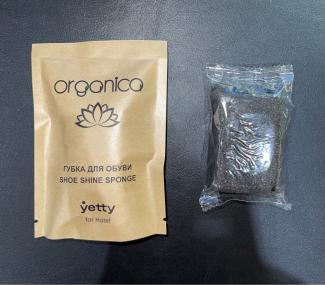 organica
ГУБКА ДЛЯ ОБУВИ
SHOE SHINE SPONGE
yetty
for Hotel